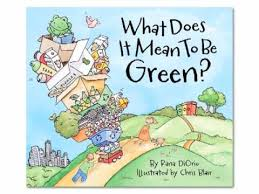 What Does
It Mean To Be
Green?
By Rana DiOrio
Illustrated by Chris Blair